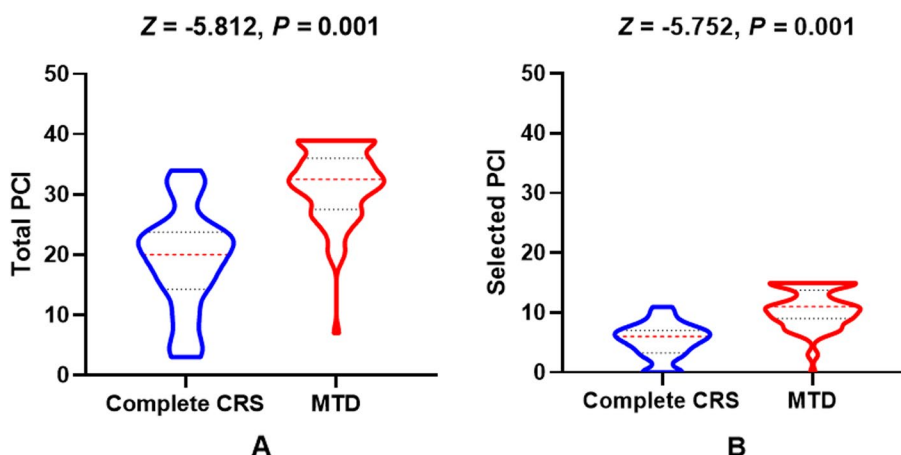 Z = -5.812, P = 0.001
Total PCI
50
40
30
20
10
0
Complete CRS MTD
A
Z = -5.752, P = 0.001
Selected PCI
50
40
30
20
10
0
Complete CRS MTD
B